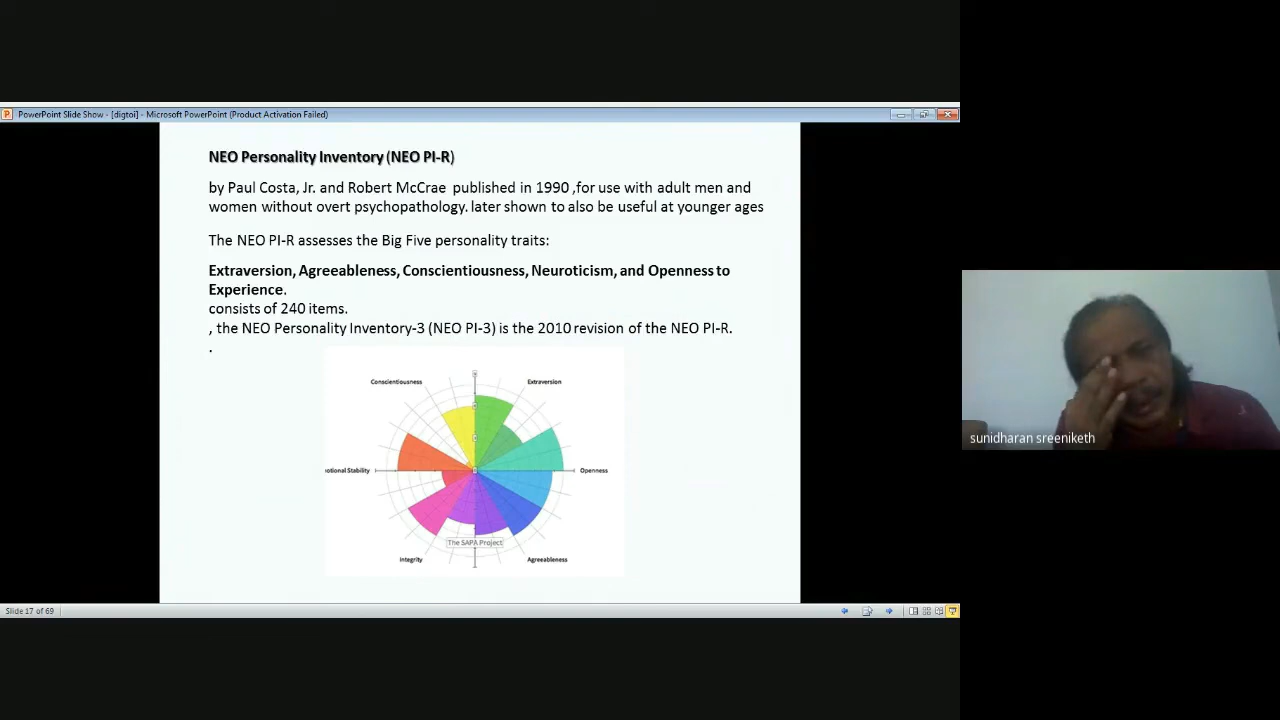 PowerPoint Slide Show - [digtoi] - Microsoft PowerPoint (Product Activation Failed)
NEO Personality Inventory (NEO PI-R)
by Paul Costa, Jr. and Robert McCrae published in 1990 ,for use with adult men and
women without overt psychopathology. later shown to also be useful at younger ages
The NEO PI-R assesses the Big Five personality traits:
Extraversion, Agreeableness, Conscientiousness, Neuroticism, and Openness to
Experience.
consists of 240 items.
, the NEO Personality Inventory-3 (NEO PI-3) is the 2010 revision of the NEO PI-R.
.
Conscientiousness
Extraversion
otional Stability
Openness
The SAPA Project
Integrity
Agreeableness
Slide 17 of 69
sunidharan sreeniketh